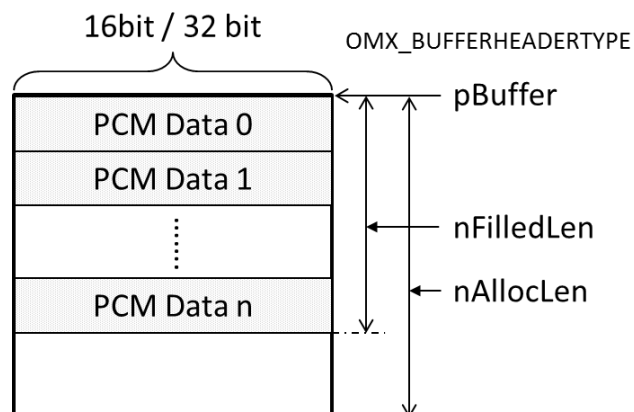 16bit / 32 bit
OMX_BUFFERHEADERTYPE
pBuffer
PCM Data 0
PCM Data 1
nFilledLen
nAllocLen
PCM Data n